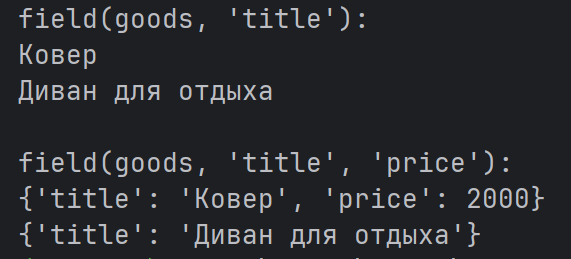 field(goods, 'title'):
Ковер
Диван для отдыха
field(goods, 'title', 'price'):
{'title': 'Ковер', 'price': 2000}
{'title': 'Диван для отдыха'}